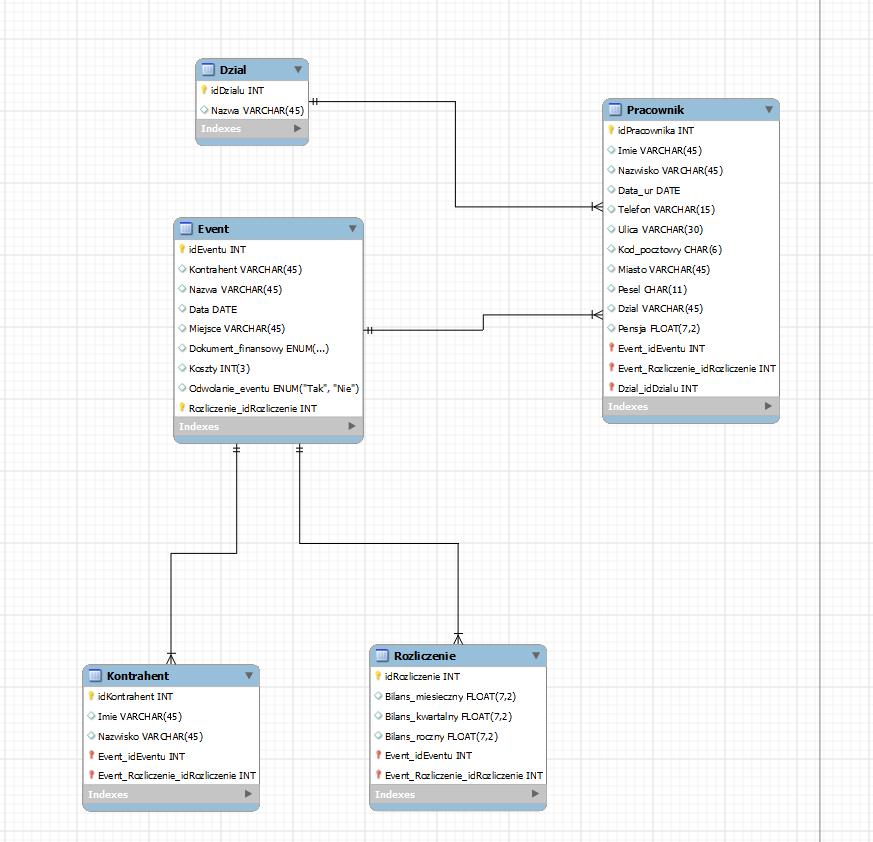 Dzial
idDzialu INT
Nazwa VARCHAR(45)
Indexes
Pracownik
idPracownika INT
Imie VARCHAR(45)
Nazwisko VARCHAR(45)
Data_ur DATE
Telefon VARCHAR(15)
Ulica VARCHAR(30)
Kod_pocztowy CHAR(6)
Miasto VARCHAR(45)
Pesel CHAR(11)
Dzial VARCHAR(45)
Pensja FLOAT(7,2)
Event_idEventu INT
Event_Rozliczenie_idRozliczenie INT
Dzial_idDzialu INT
Indexes
Event
idEventu INT
Kontrahent VARCHAR(45)
Nazwa VARCHAR(45)
Data DATE
Miejsce VARCHAR(45)
Dokument_finansowy ENUM(...)
Koszty INT(3)
Odwolanie_eventu ENUM("Tak", "Nie")
Rozliczenie_idRozliczenie INT
Indexes
Kontrahent
idKontrahent INT
Imie VARCHAR(45)
Nazwisko VARCHAR(45)
Event_idEventu INT
Event_Rozliczenie_idRozliczenie INT
Indexes
Rozliczenie
idRozliczenie INT
Bilans_miesieczny FLOAT(7,2)
Bilans_kwartalny FLOAT(7,2)
Bilans_roczny FLOAT(7,2)
Event_idEventu INT
Event_Rozliczenie_idRozliczenie INT
Indexes